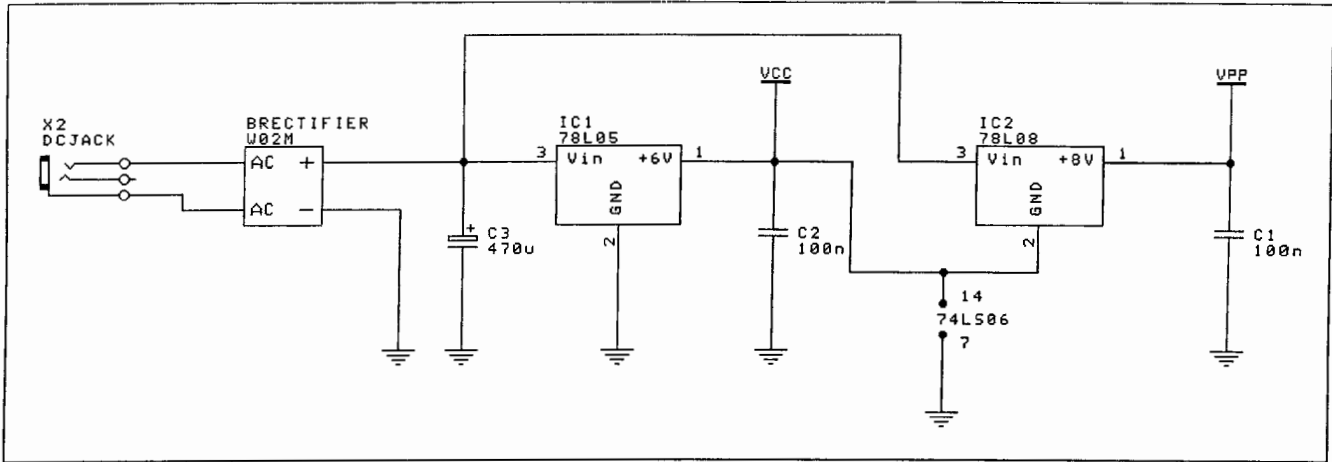 X2
DCJACK
BRECTIFIER
W02M
AC +
AC -
C3
470u
+
IC1
78L05
3
Vin +6V
GND
1
2
VCC
C2
100n
IC2
78L08
3
Vin +8V
GND
1
2
14
74LS06
7
VPP
C1
100n